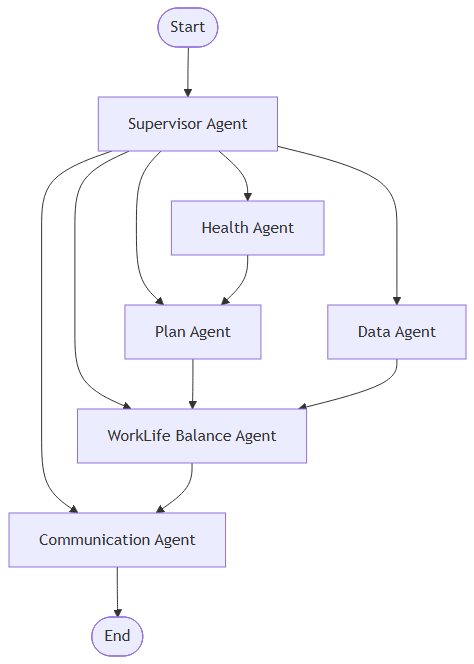 Start
Supervisor Agent
Health Agent
Plan Agent
Data Agent
WorkLife Balance Agent
Communication Agent
End